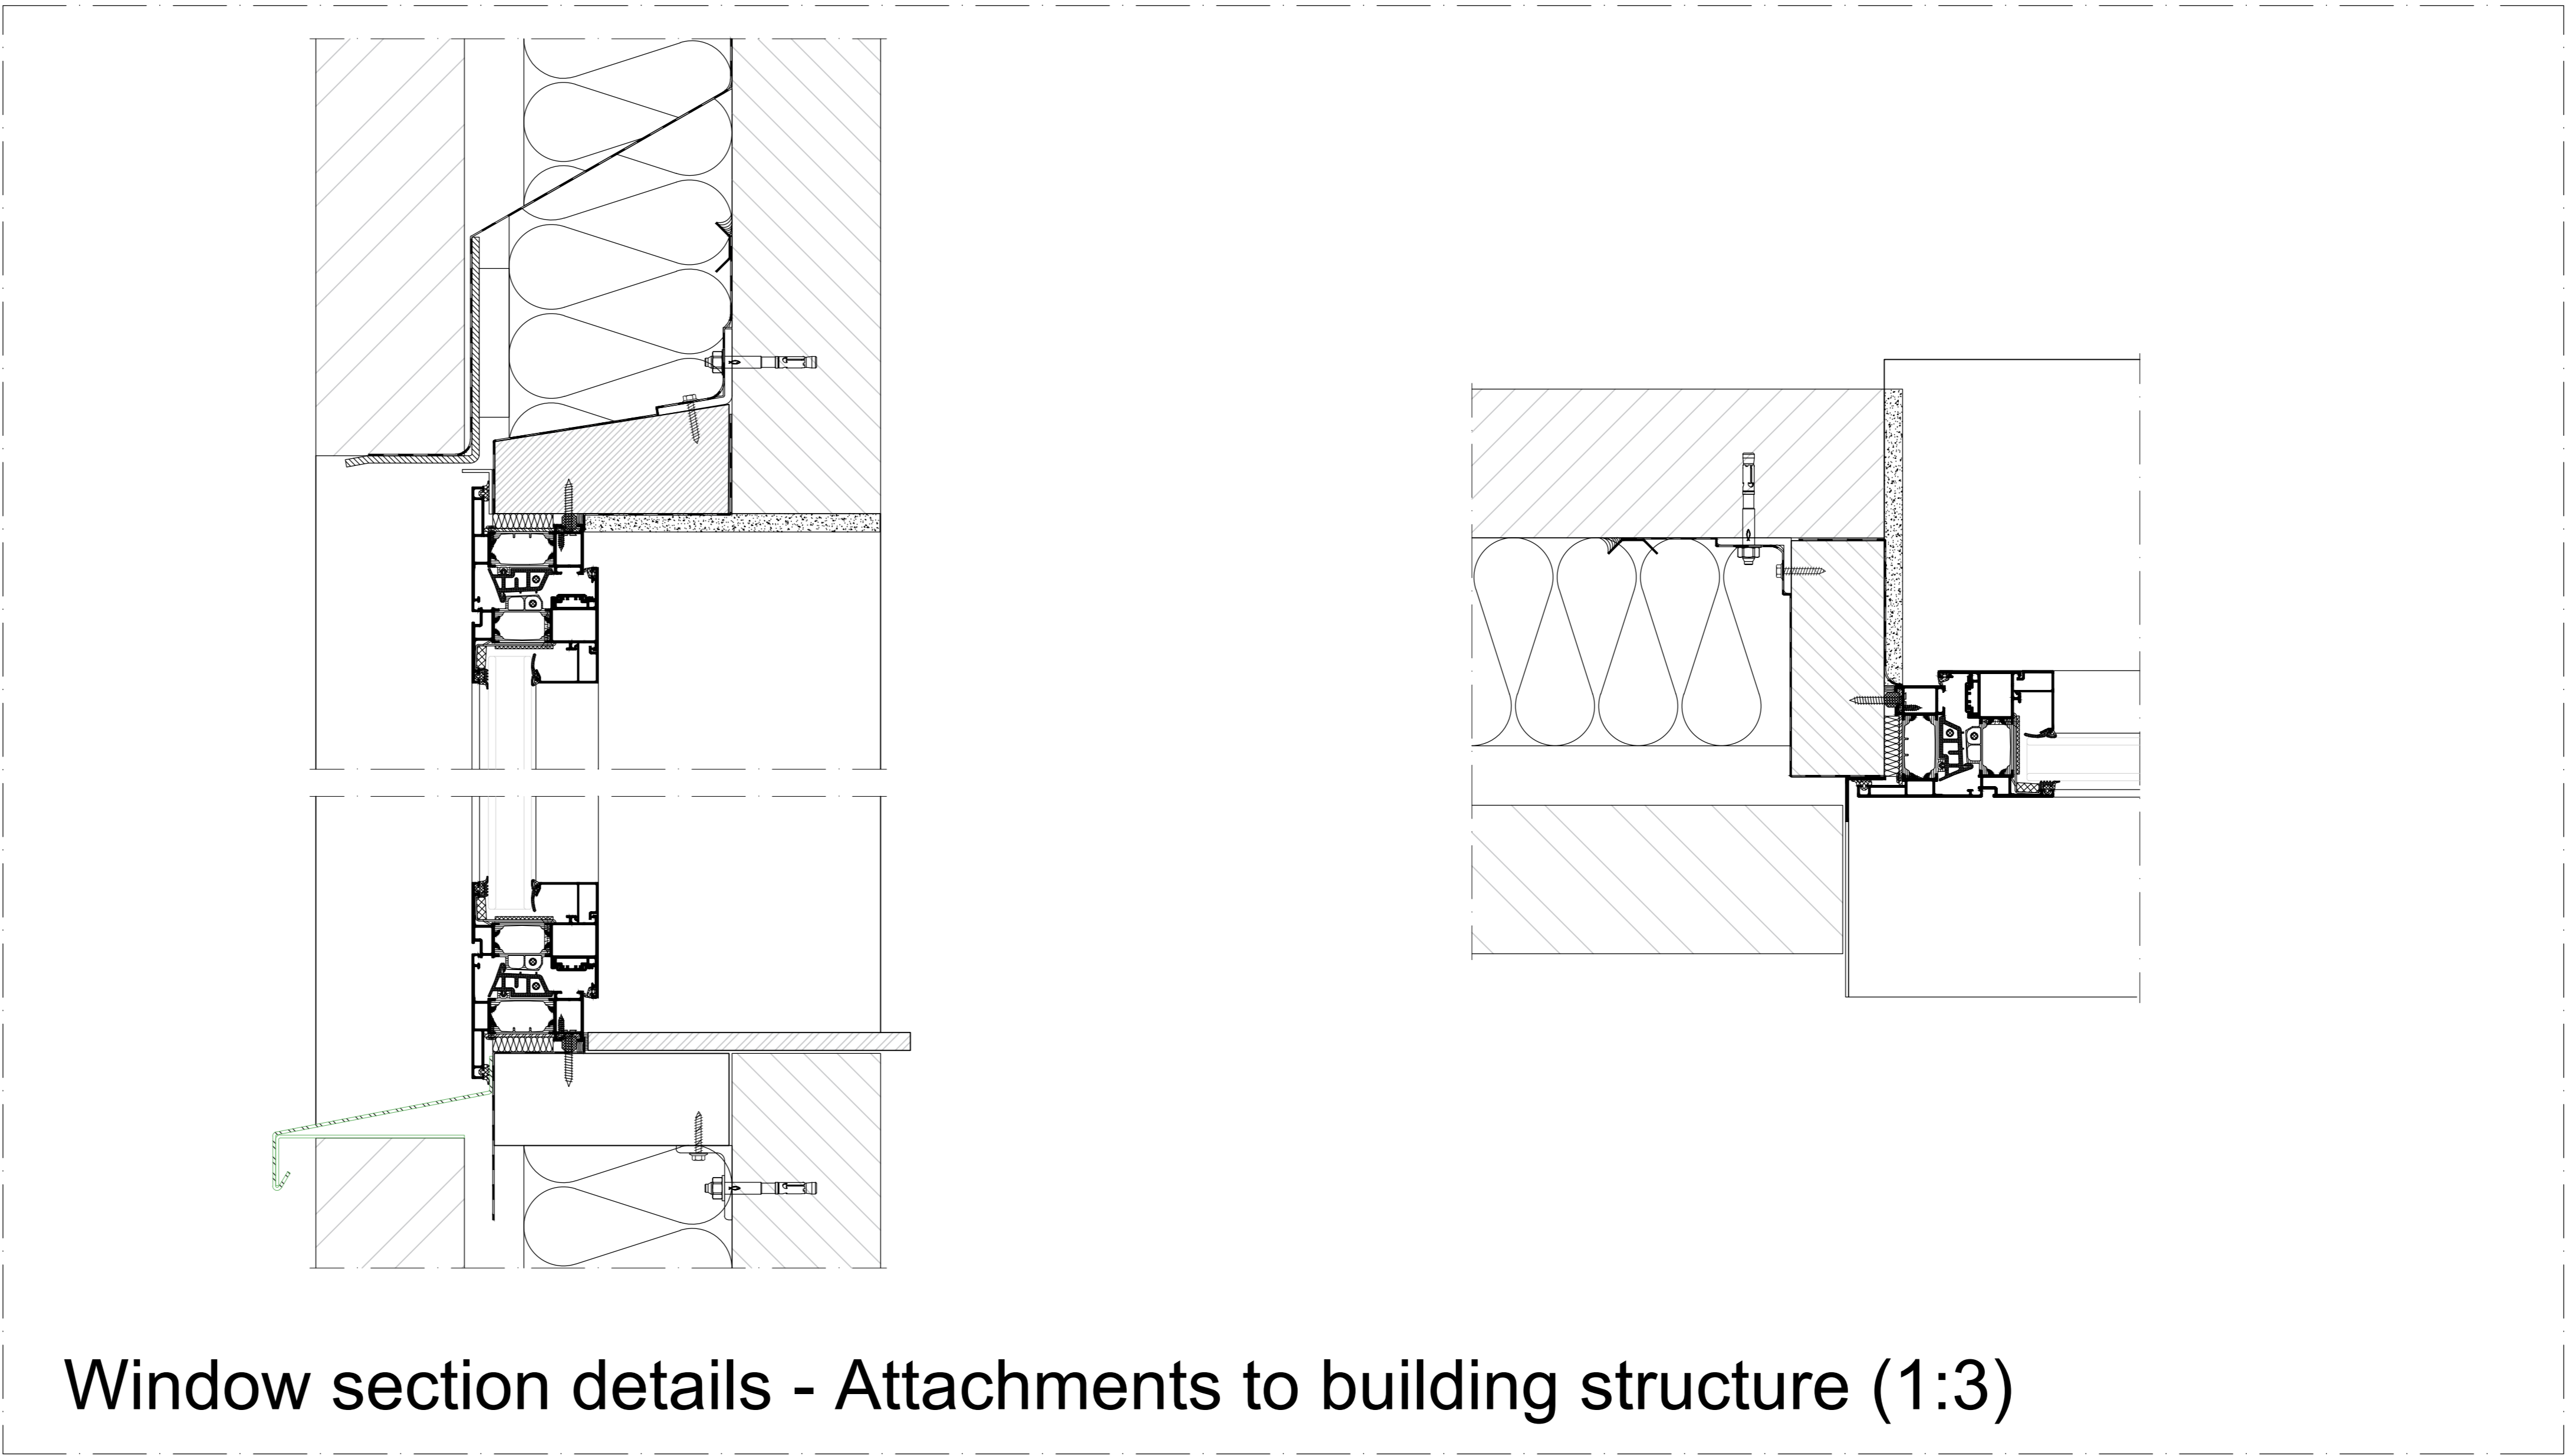 Window section details - Attachments to building structure (1:3)